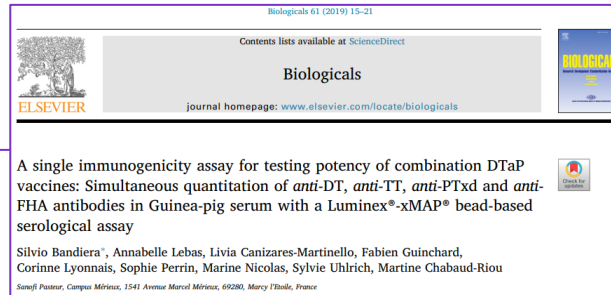 Biologicals 61 (2019) 15–21
Contents lists available at ScienceDirect
Biologicals
journal homepage: www.elsevier.com/locate/biologicals
ELSEVIER
BIOLOGICALS
A single immunogenicity assay for testing potency of combination DTaP
vaccines: Simultaneous quantitation of anti-DT, anti-TT, anti-PTxd and anti-
FHA antibodies in Guinea-pig serum with a Luminex®-xMAP® bead-based
serological assay
Check for
updates
Silvio Bandiera*, Annabelle Lebas, Livia Canizares-Martinello, Fabien Guinchard,
Corinne Lyonnais, Sophie Perrin, Marine Nicolas, Sylvie Uhlrich, Martine Chabaud-Riou
Sanofi Pasteur, Campus Mérieux, 1541 Avenue Marcel Mérieux, 69280, Marcy l'Etoile, France